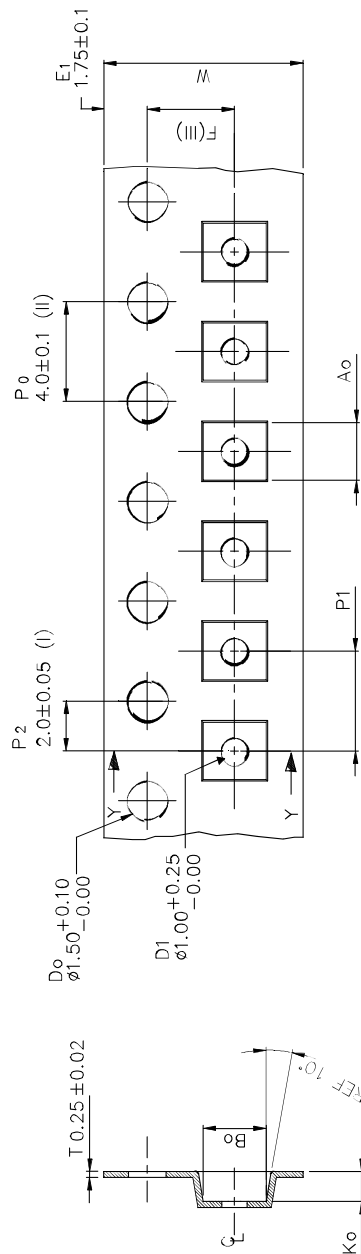 E1
1.75±0.1
W
F(III)
P0
4.0±0.1 (II)
Ao
P2
2.0±0.05 (I)
P1
Y
Y
Do
ø1.50 +0.10
-0.00
D1
ø1.00 +0.25
-0.00
T 0.25±0.02
Bo
REF 10°
CL
Ko